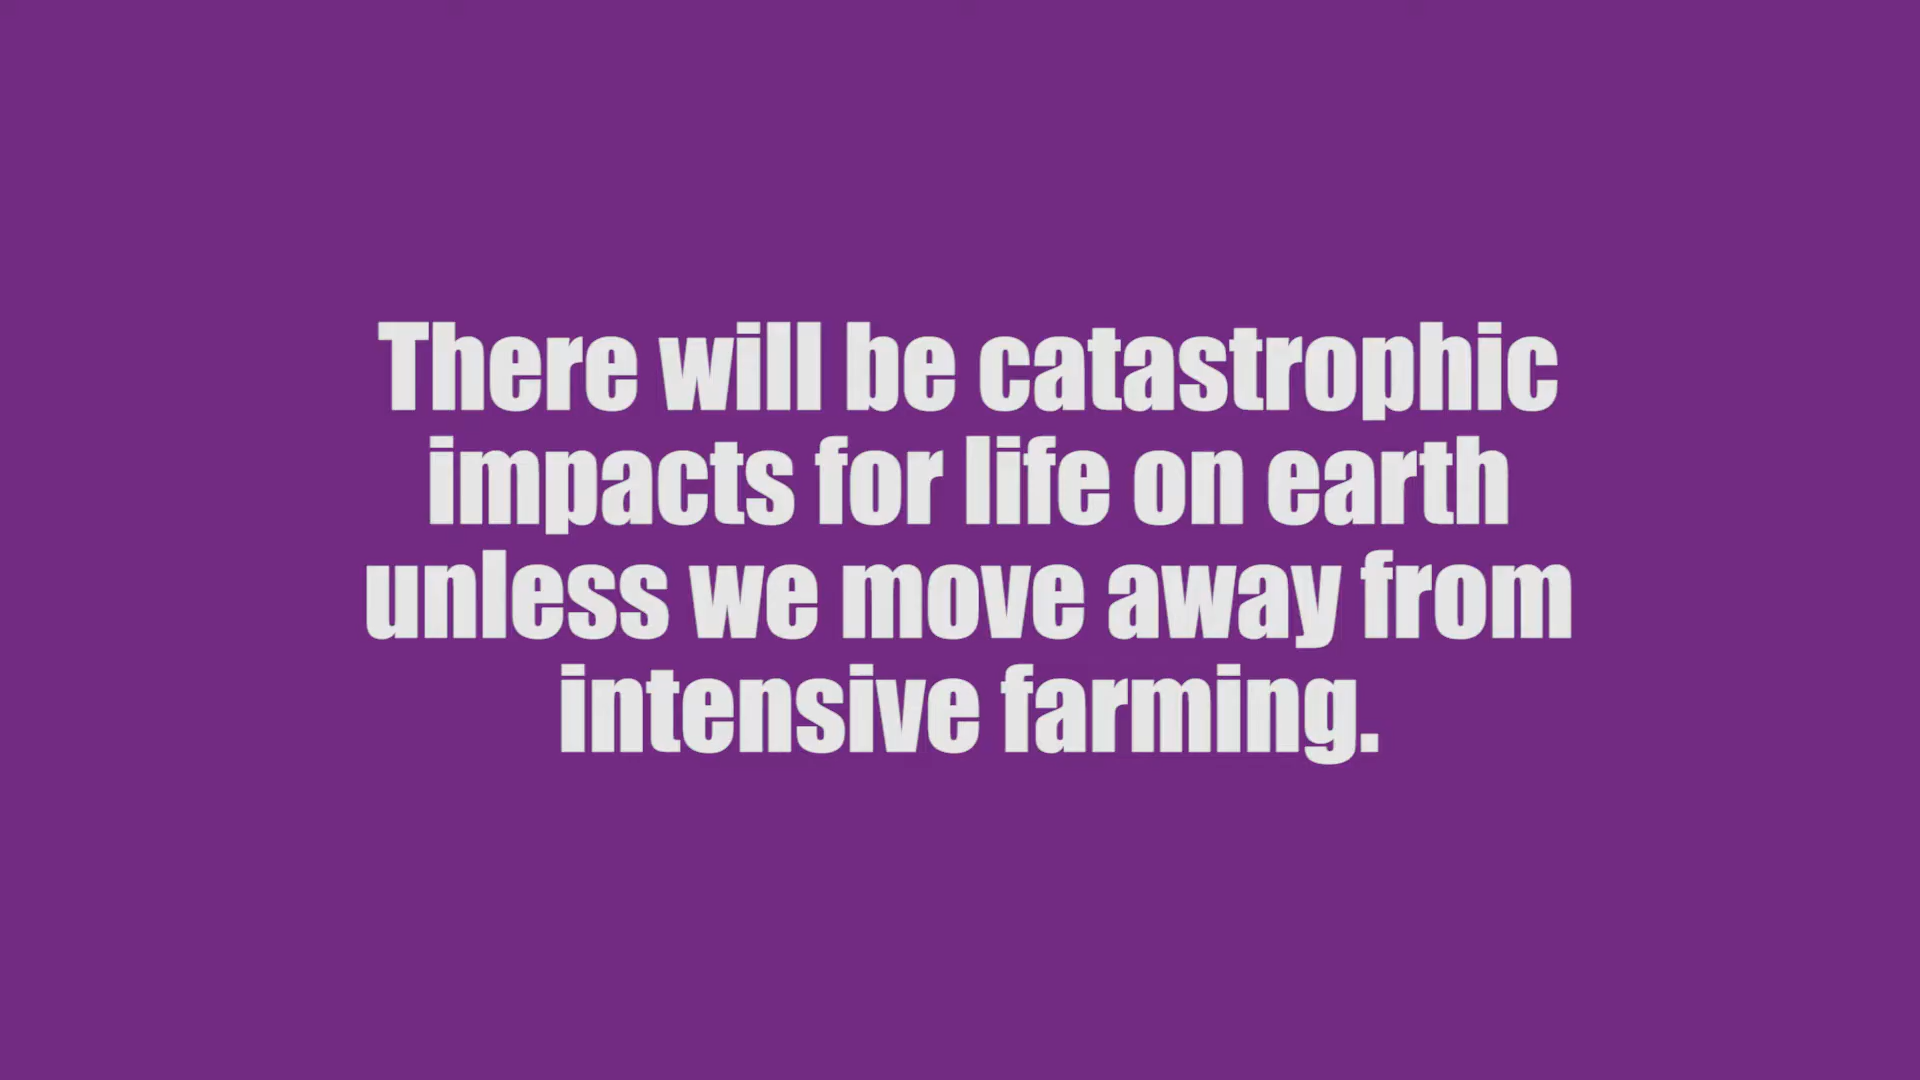 There will be catastrophic
impacts for life on earth
unless we move away from
intensive farming.